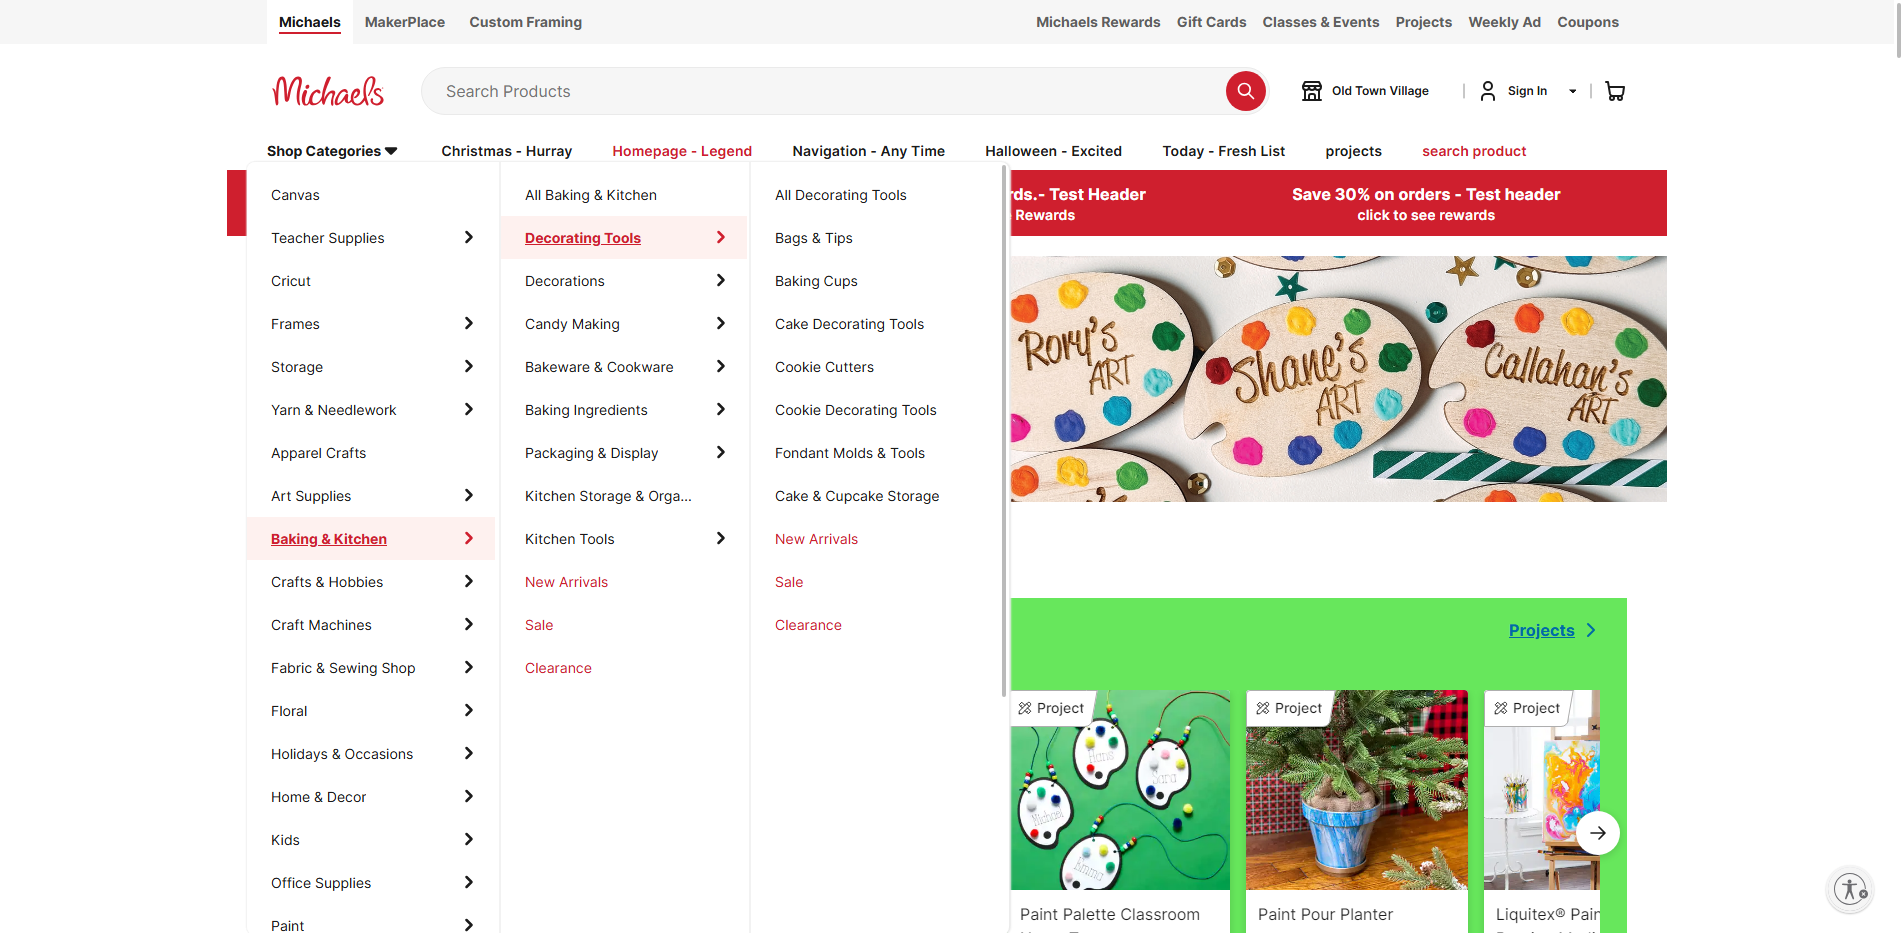 Michaels
MakerPlace
Custom Framing
Michaels Rewards
Gift Cards
Classes & Events
Projects
Weekly Ad
Coupons
Michaels
Search Products
Old Town Village
Sign In
Shop Categories
Christmas - Hurray
Homepage - Legend
Navigation - Any Time
Halloween - Excited
Today - Fresh List
projects
search product
Canvas
Teacher Supplies
Cricut
Frames
Storage
Yarn & Needlework
Apparel Crafts
Art Supplies
Baking & Kitchen
Crafts & Hobbies
Craft Machines
Fabric & Sewing Shop
Floral
Holidays & Occasions
Home & Decor
Kids
Office Supplies
Paint
All Baking & Kitchen
Decorating Tools
Decorations
Candy Making
Bakeware & Cookware
Baking Ingredients
Packaging & Display
Kitchen Storage & Orga...
Kitchen Tools
New Arrivals
Sale
Clearance
All Decorating Tools
Bags & Tips
Baking Cups
Cake Decorating Tools
Cookie Cutters
Cookie Decorating Tools
Fondant Molds & Tools
Cake & Cupcake Storage
New Arrivals
Sale
Clearance
rds.- Test Header
Rewards
Save 30% on orders - Test header
click to see rewards
Rory's
ART
Shane's
ART
Callahan's
ART
Projects
Project
Project
Project
Hans
Sara
Michael
Emma
Paint Palette Classroom
Paint Pour Planter
Liquitex® Pain